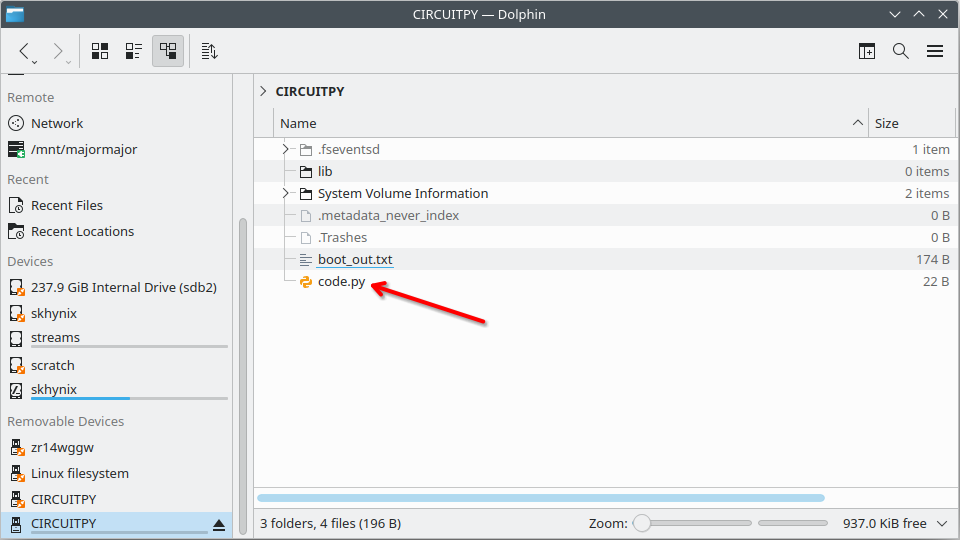 CIRCUITPY — Dolphin
CIRCUITPY
Remote
Network
/mnt/majormajor
Recent
Recent Files
Recent Locations
Devices
237.9 GiB Internal Drive (sdb2)
skhynix
streams
scratch
skhynix
Removable Devices
zr14wggw
Linux filesystem
CIRCUITPY
CIRCUITPY
Name Size
.fseventsd 1 item
lib 0 items
System Volume Information 2 items
.metadata_never_index 0 B
.Trashes 0 B
boot_out.txt 174 B
code.py 22 B
3 folders, 4 files (196 B) Zoom: 937.0 KiB free